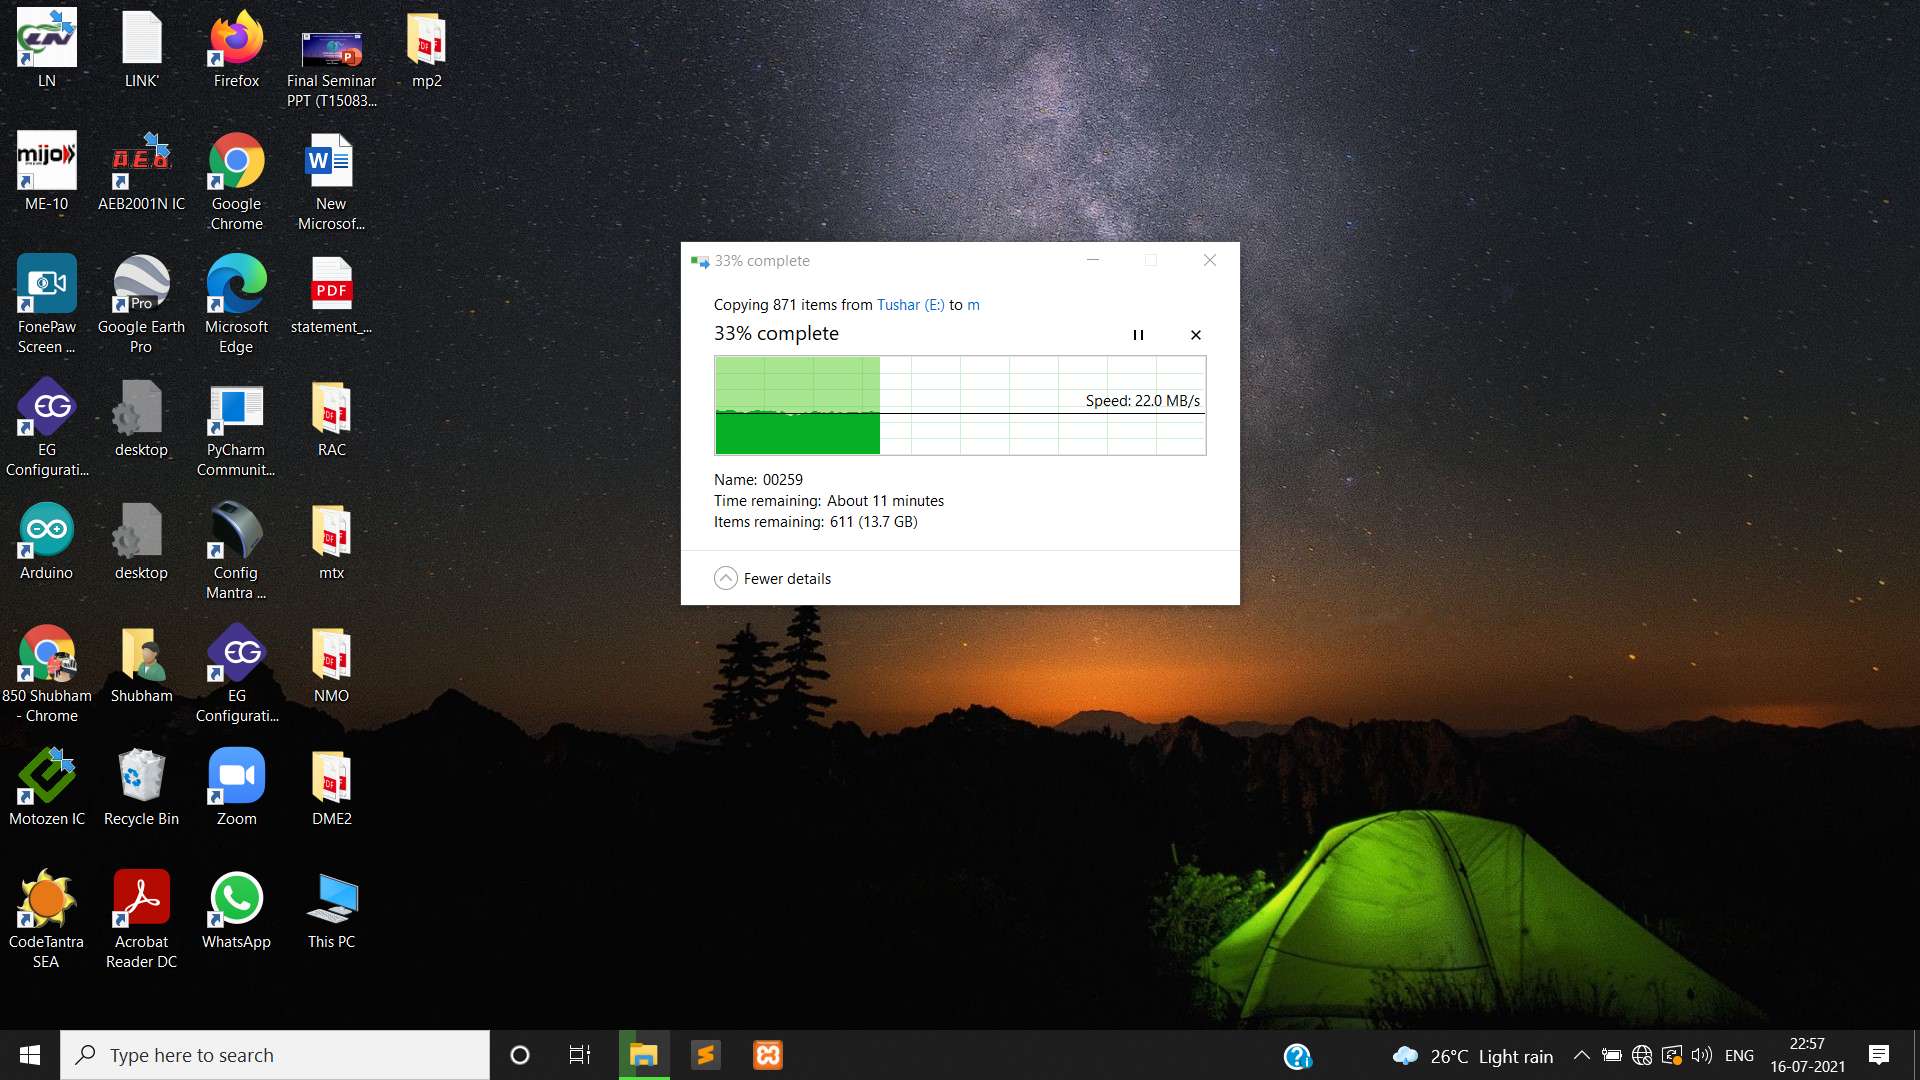 LN
LINK'
Firefox
Final Seminar
PPT (T15083...
mp2
mijo
ME-10
AEB2001N IC
Google
Chrome
W
New
Microsof...
FonePaw
Screen ...
Pro
Google Earth
Pro
Microsoft
Edge
PDF
statement_...
EG
EG
Configurati...
desktop
PyCharm
Communit...
RAC
Arduino
desktop
Config
Mantra ...
mtx
850 Shubham
- Chrome
Shubham
EG
EG
Configurati...
NMO
Motozen IC
Recycle Bin
Zoom
DME2
CodeTantra
SEA
Acrobat
Reader DC
WhatsApp
This PC
33% complete
Copying 871 items from Tushar (E:) to m
33% complete
Speed: 22.0 MB/s
Name: 00259
Time remaining: About 11 minutes
Items remaining: 611 (13.7 GB)
Fewer details
Type here to search
26°C Light rain
ENG
22:57
16-07-2021